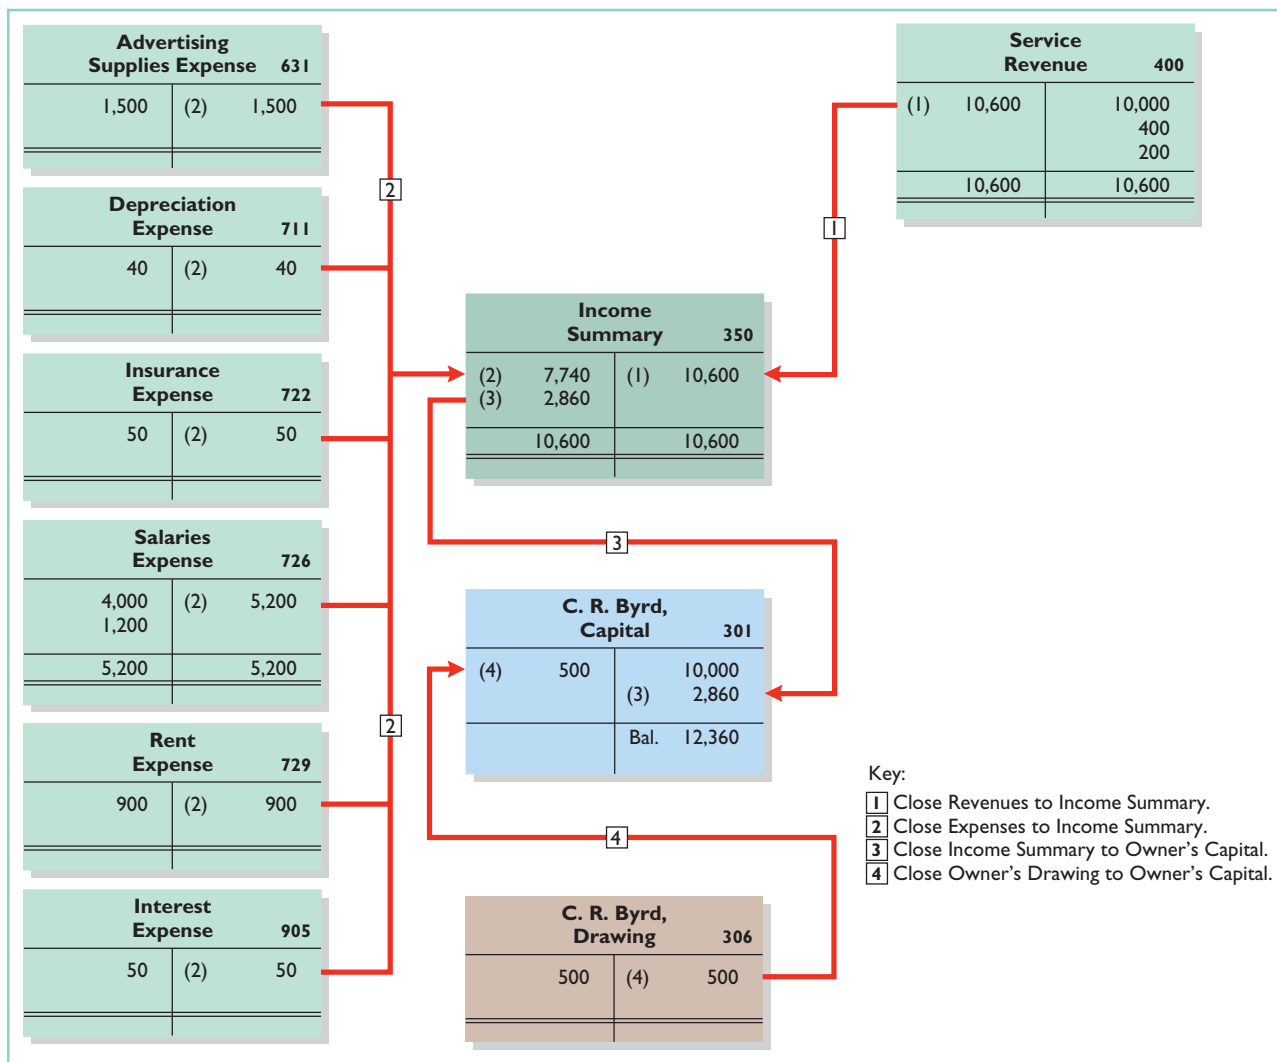 Advertising
Supplies Expense 631
1,500 (2) 1,500
Depreciation
Expense 711
40 (2) 40
Insurance
Expense 722
50 (2) 50
Salaries
Expense 726
4,000 (2) 5,200
1,200
5,200 5,200
Rent
Expense 729
900 (2) 900
Interest
Expense 905
50 (2) 50
2
2
Service
Revenue 400
(1) 10,600 10,000
400
200
10,600 10,600
1
Income
Summary 350
(2) 7,740 (1) 10,600
(3) 2,860
10,600 10,600
3
C. R. Byrd,
Capital 301
(4) 500 10,000
(3) 2,860
Bal. 12,360
4
C. R. Byrd,
Drawing 306
500 (4) 500
Key:
1 Close Revenues to Income Summary.
2 Close Expenses to Income Summary.
3 Close Income Summary to Owner's Capital.
4 Close Owner's Drawing to Owner's Capital.